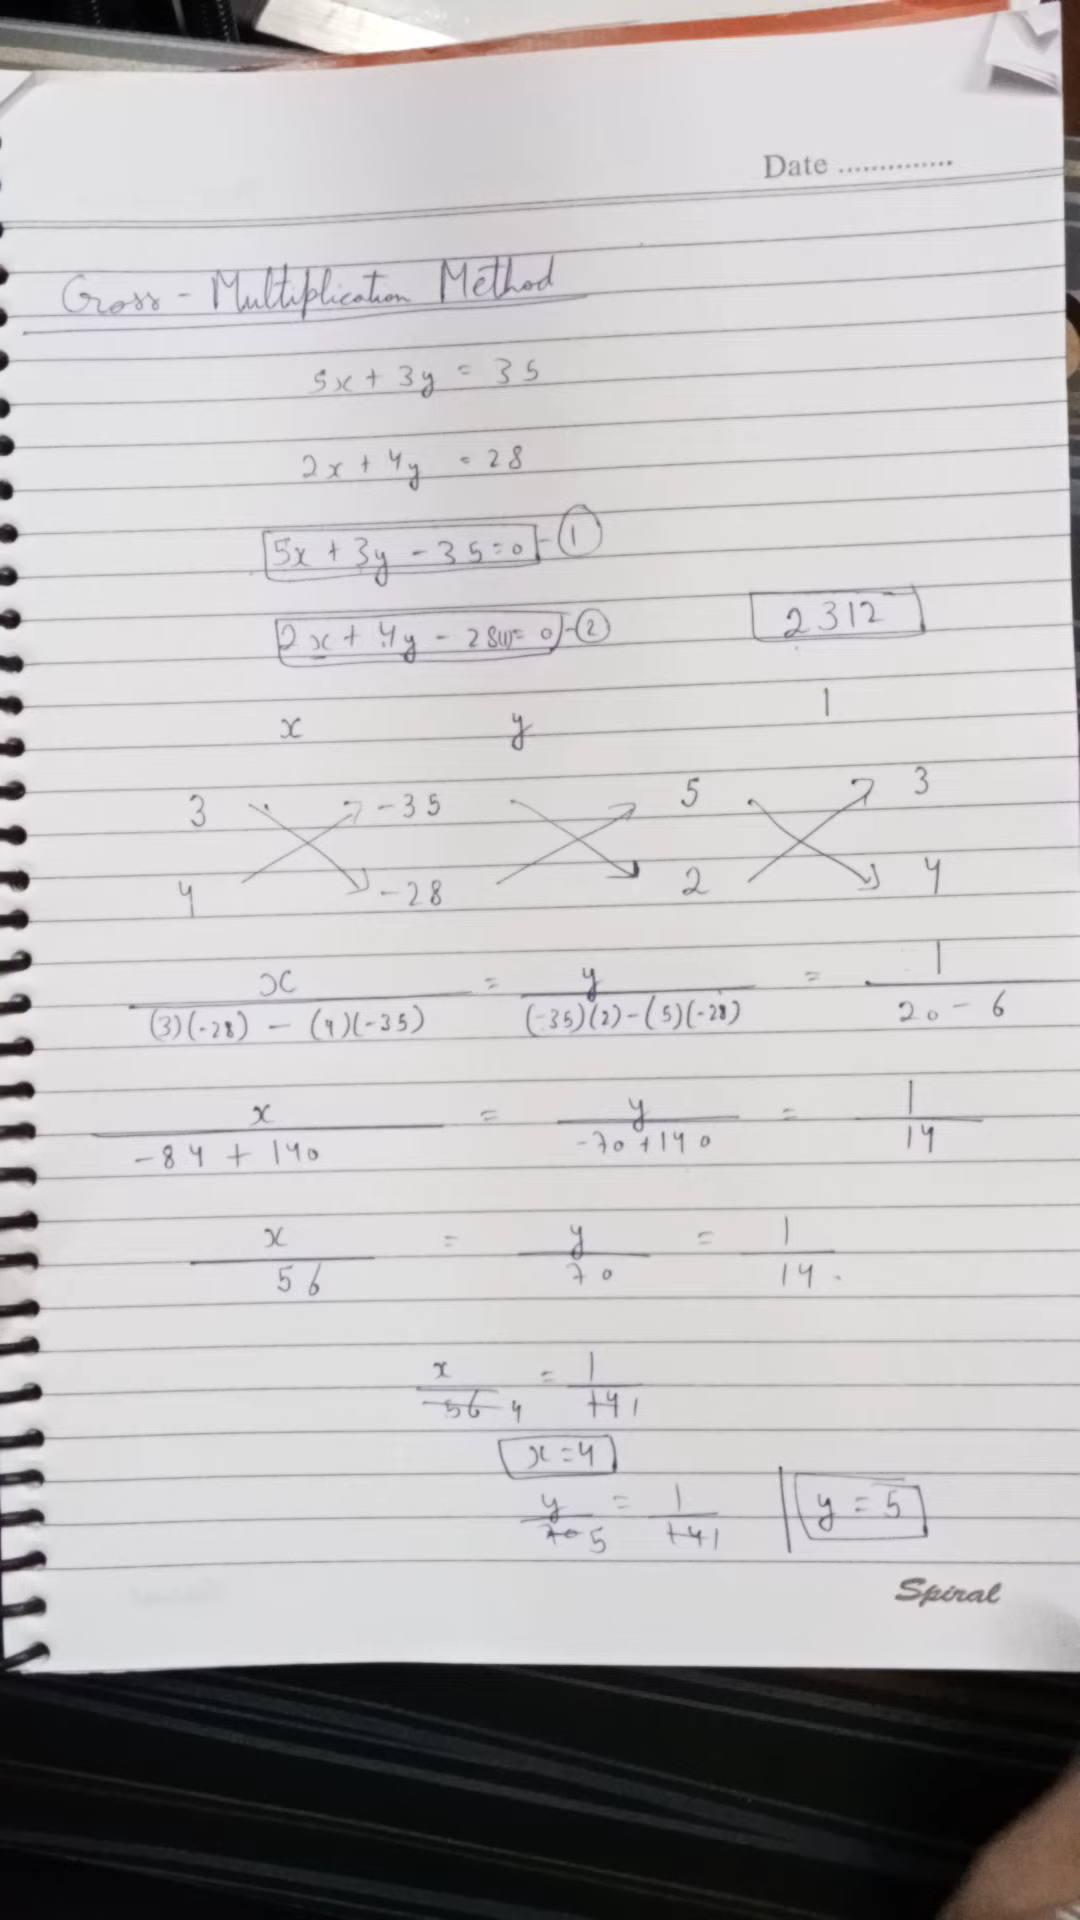 Date ..............
Cross - Multiplication Method
5x + 3y = 35
2x + 4y = 28
5x + 3y - 35 = 0 - 1
2x + 4y - 28(1) = 0 - 2
2312
x y 1
3 -35 5 3
4 -28 2 4
x = y = 1
(3)(-28) - (4)(-35) (-35)(2) - (5)(-28) 20 - 6
x = y = 1
-84 + 140 -70 + 140 14
x = y = 1
56 70 14
x = 1
56 4 14 1
x = 4
y = 1
70 5 14 1
y = 5
Spiral